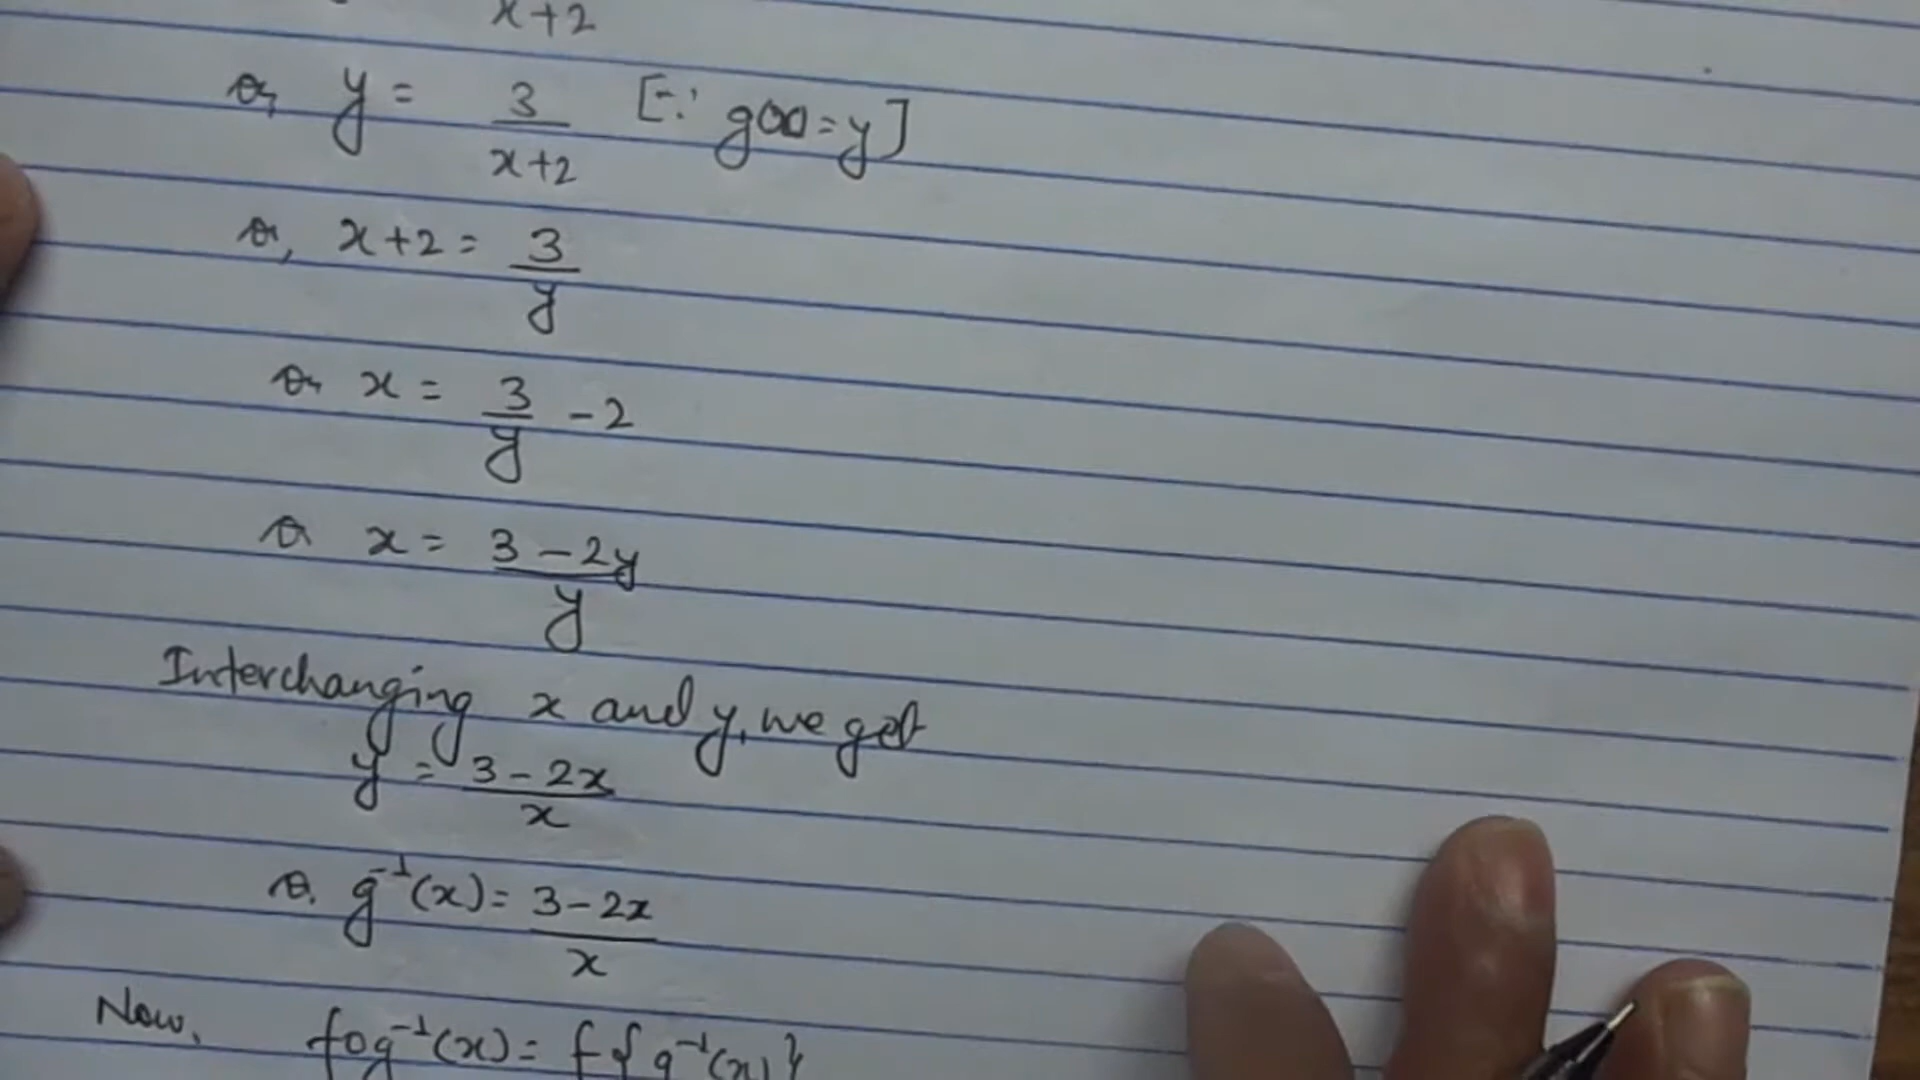 x+2
or, y = 3/(x+2) [∵ g(x)=y]
or, x+2 = 3/y
or x = 3/y - 2
or x = (3-2y)/y
Interchanging x and y, we get
y = (3-2x)/x
or, g⁻¹(x) = (3-2x)/x
Now, fog⁻¹(x) = f{g⁻¹(x)}